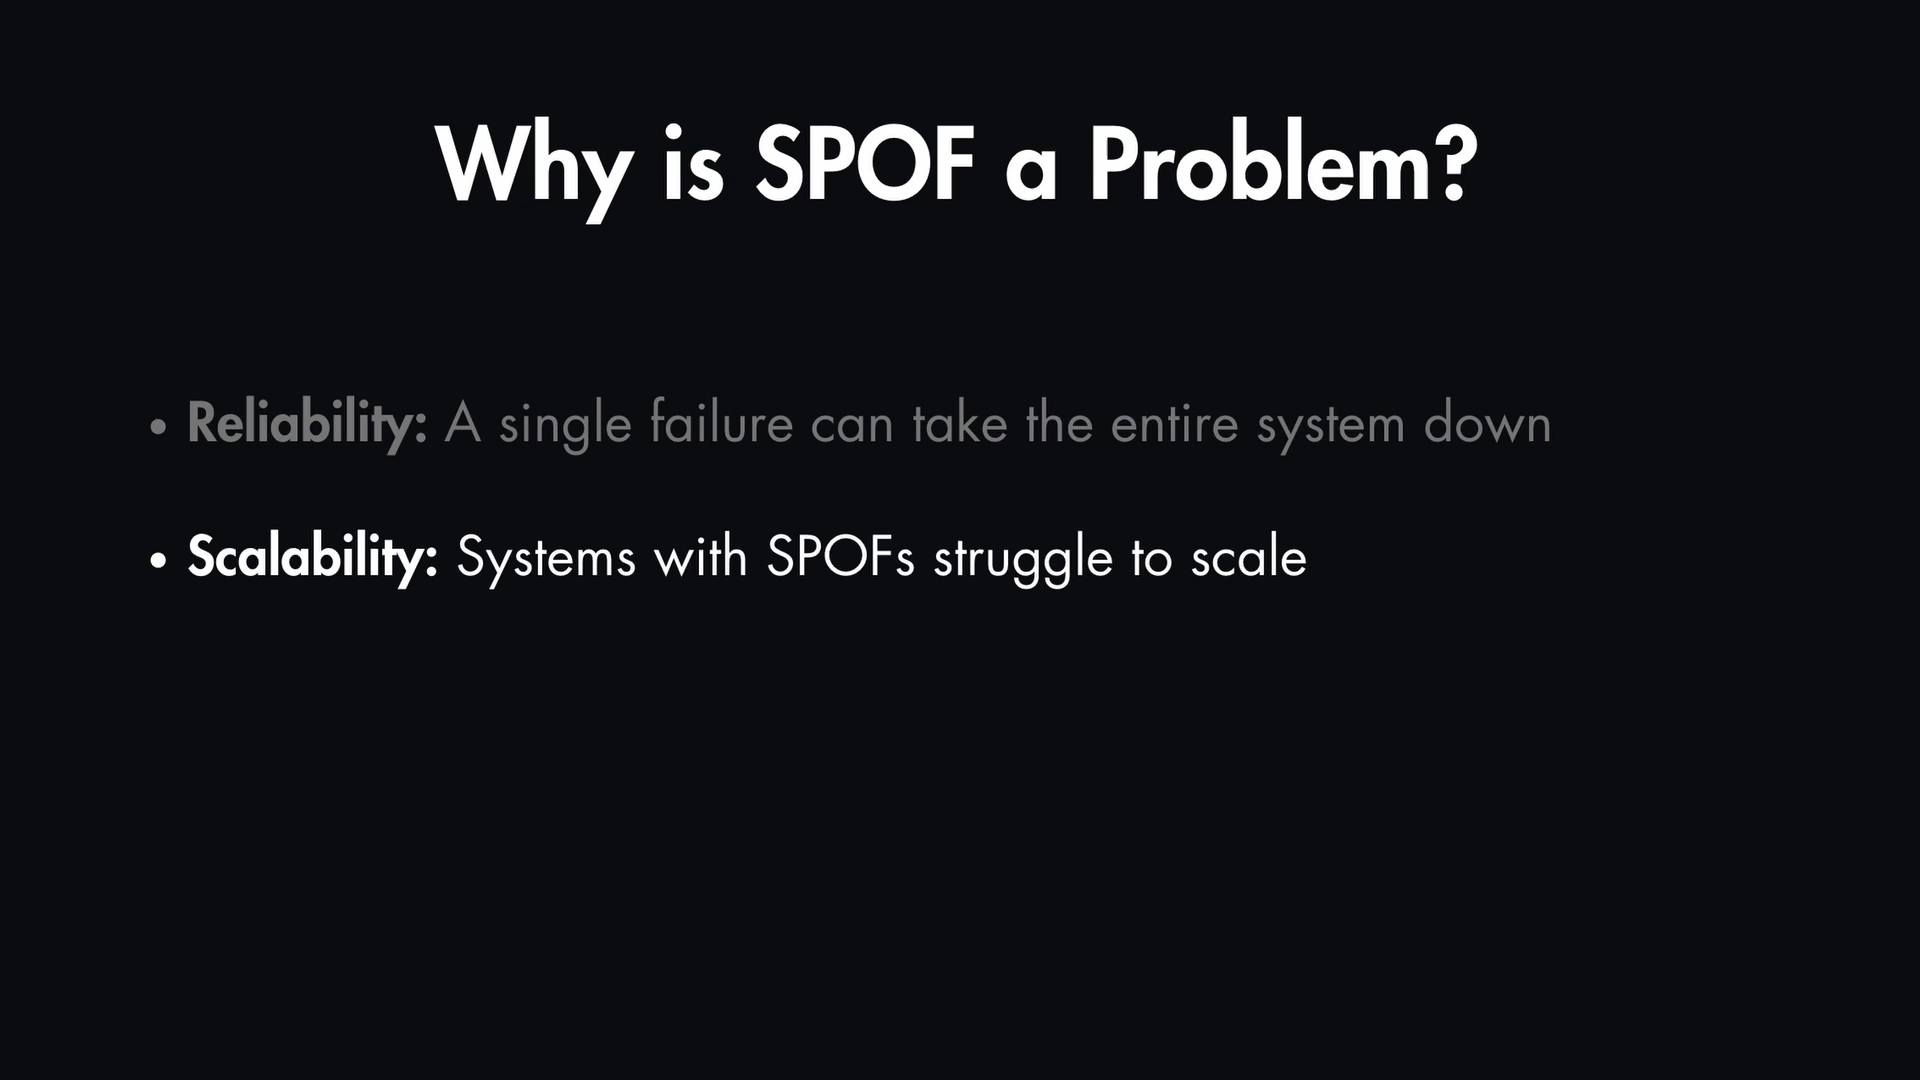 Why is SPOF a Problem?
• Reliability: A single failure can take the entire system down
• Scalability: Systems with SPOFs struggle to scale